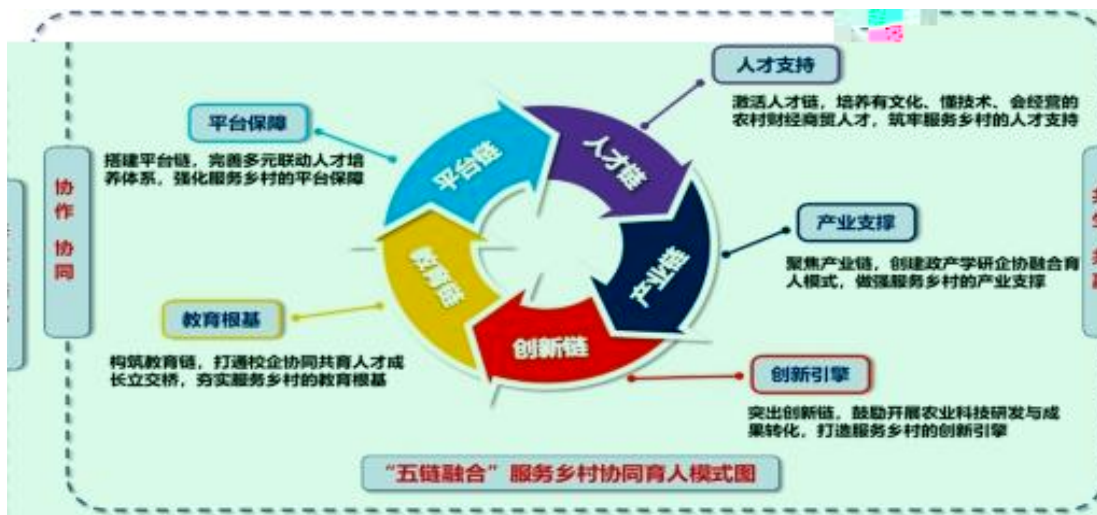 人才支持
激活人才链，培养有文化、懂技术、会经营的
农村财经商贸人才，筑牢服务乡村的人才支持
平台保障
搭建平台链，完善多元联动人才培
养体系，强化服务乡村的平台保障
协作 协同
平台链
人才链
产业支撑
聚焦产业链，创建政产学研企协融合育
人模式，做强服务乡村的产业支撑
教育链
产业链
教育根基
构筑教育链，打通校企协同共育人才成
长立交桥，夯实服务乡村的教育根基
创新链
创新引擎
突出创新链，鼓励开展农业科技研发与成
果转化，打造服务乡村的创新引擎
“五链融合”服务乡村协同育人模式图